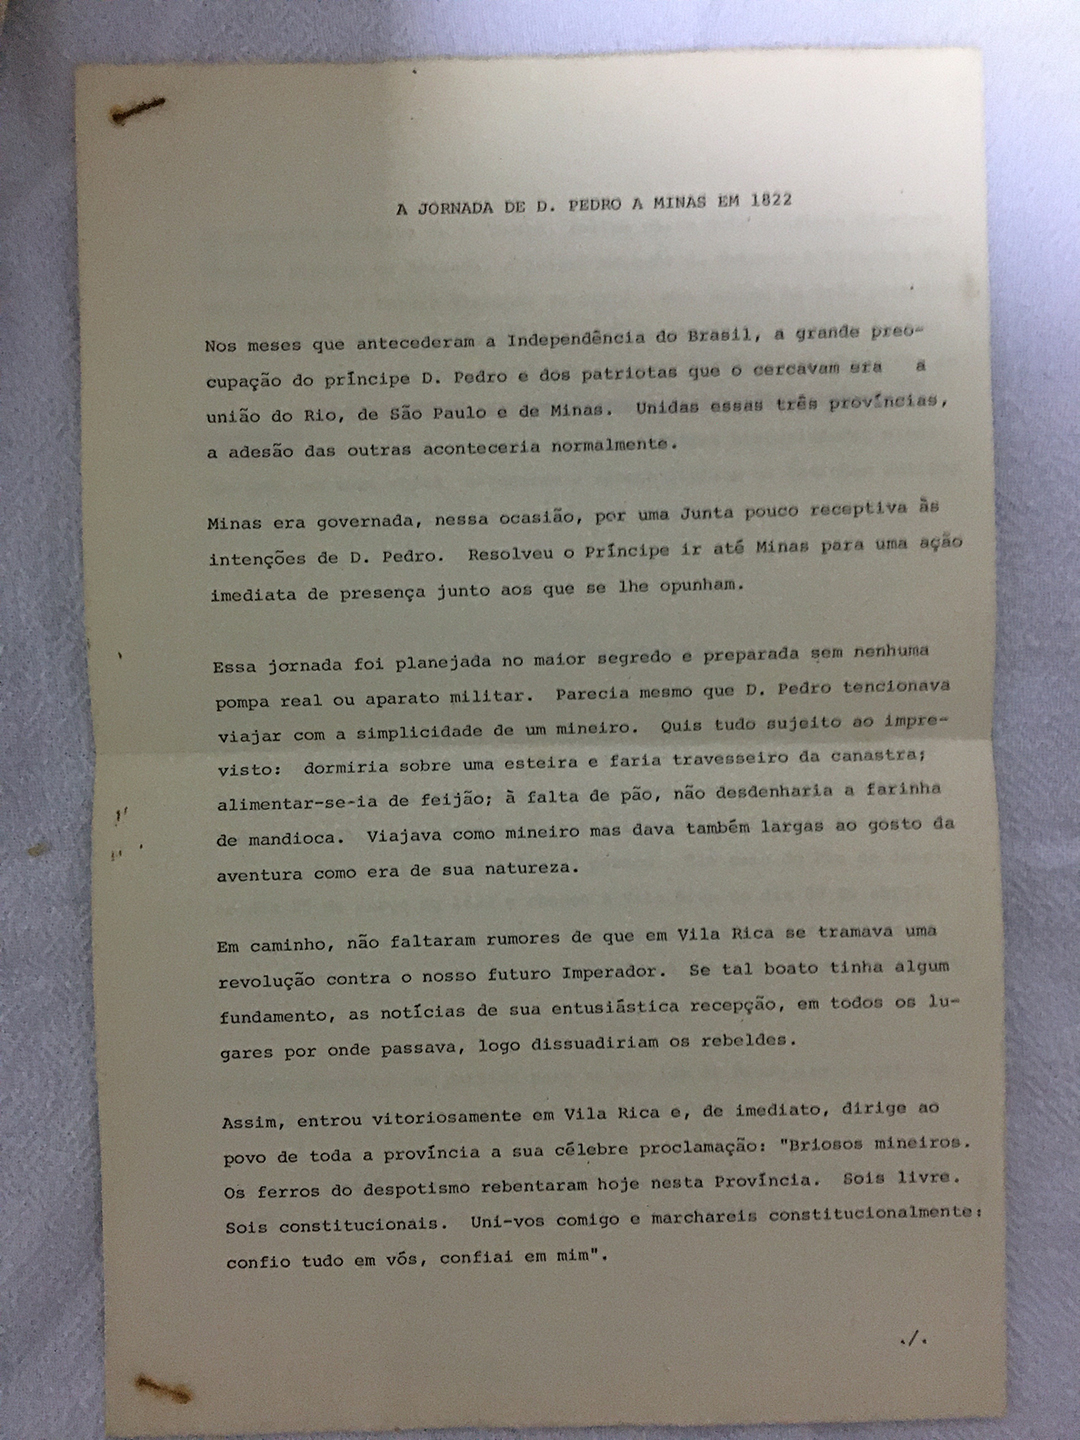 A JORNADA DE D. PEDRO A MINAS EM 1822
Nos meses que antecederam a Independência do Brasil, a grande preo-
cupação do príncipe D. Pedro e dos patriotas que o cercavam era a
união do Rio, de São Paulo e de Minas. Unidas essas três províncias,
a adesão das outras aconteceria normalmente.
Minas era governada, nessa ocasião, por uma Junta pouco receptiva às
intenções de D. Pedro. Resolveu o Príncipe ir até Minas para uma ação
imediata de presença junto aos que se lhe opunham.
Essa jornada foi planejada no maior segredo e preparada sem nenhuma
pompa real ou aparato militar. Parecia mesmo que D. Pedro tencionava
viajar com a simplicidade de um mineiro. Quis tudo sujeito ao impre-
visto: dormiria sobre uma esteira e faria travesseiro da canastra;
alimentar-se-ia de feijão; à falta de pão, não desdenharia a farinha
de mandioca. Viajava como mineiro mas dava também largas ao gosto da
aventura como era de sua natureza.
Em caminho, não faltaram rumores de que em Vila Rica se tramava uma
revolução contra o nosso futuro Imperador. Se tal boato tinha algum
fundamento, as notícias de sua entusiástica recepção, em todos os lu-
gares por onde passava, logo dissuadiriam os rebeldes.
Assim, entrou vitoriosamente em Vila Rica e, de imediato, dirige ao
povo de toda a província a sua célebre proclamação: "Briosos mineiros.
Os ferros do despotismo rebentaram hoje nesta Província. Sois livre.
Sois constitucionais. Uni-vos comigo e marchareis constitucionalmente:
confio tudo em vós, confiai em mim".
./.